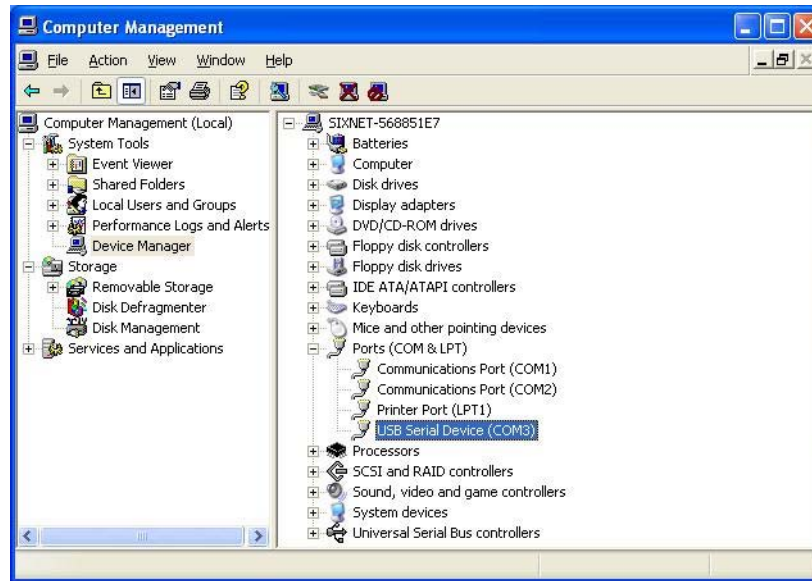 Computer Management
File Action View Window Help
Computer Management (Local)
System Tools
Event Viewer
Shared Folders
Local Users and Groups
Performance Logs and Alerts
Device Manager
Storage
Removable Storage
Disk Defragmenter
Disk Management
Services and Applications
SIXNET-568851E7
Batteries
Computer
Disk drives
Display adapters
DVD/CD-ROM drives
Floppy disk controllers
Floppy disk drives
IDE ATA/ATAPI controllers
Keyboards
Mice and other pointing devices
Ports (COM & LPT)
Communications Port (COM1)
Communications Port (COM2)
Printer Port (LPT1)
USB Serial Device (COM3)
Processors
SCSI and RAID controllers
Sound, video and game controllers
System devices
Universal Serial Bus controllers